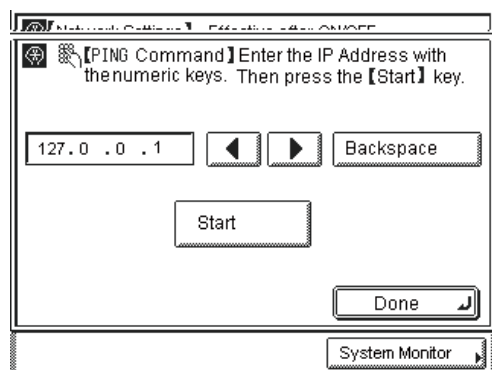 [PING Command] Enter the IP Address with
the numeric keys. Then press the [Start] key.
127.0 .0 .1
Backspace
Start
Done
System Monitor